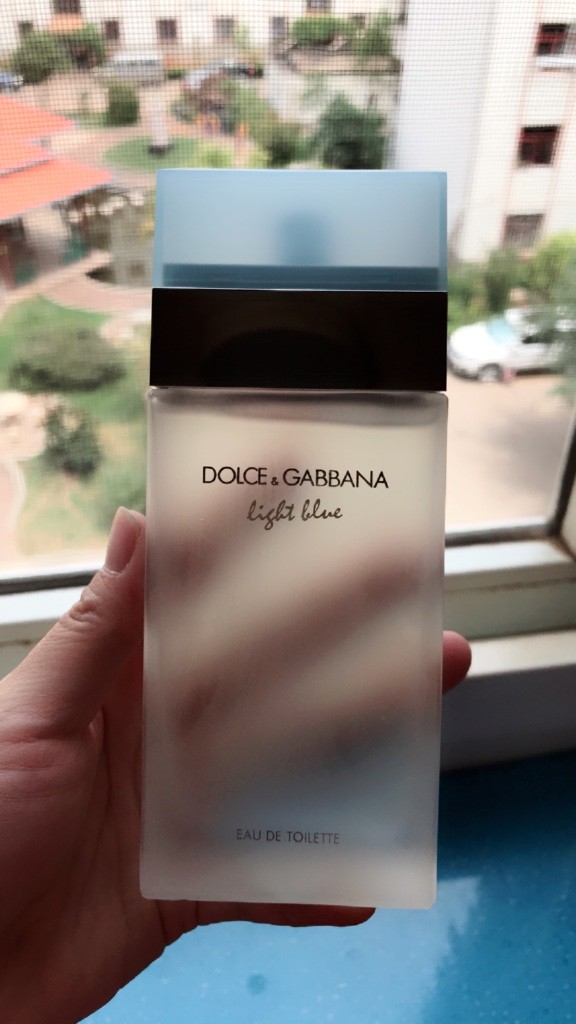 DOLCE & GABBANA
light blue
EAU DE TOILETTE